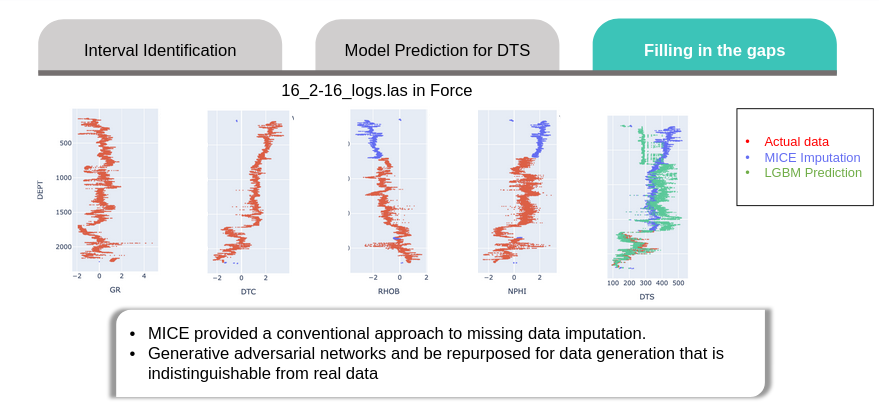 Interval Identification
Model Prediction for DTS
Filling in the gaps
16_2-16_logs.las in Force
DEPT
500
1000
1500
2000
−2 0 2 4
GR
−2 0 2
DTC
−2 0 2
RHOB
−2 0 2
NPHI
100 200 300 400 500
DTS
• Actual data
• MICE Imputation
• LGBM Prediction
• MICE provided a conventional approach to missing data imputation.
• Generative adversarial networks and be repurposed for data generation that is
indistinguishable from real data